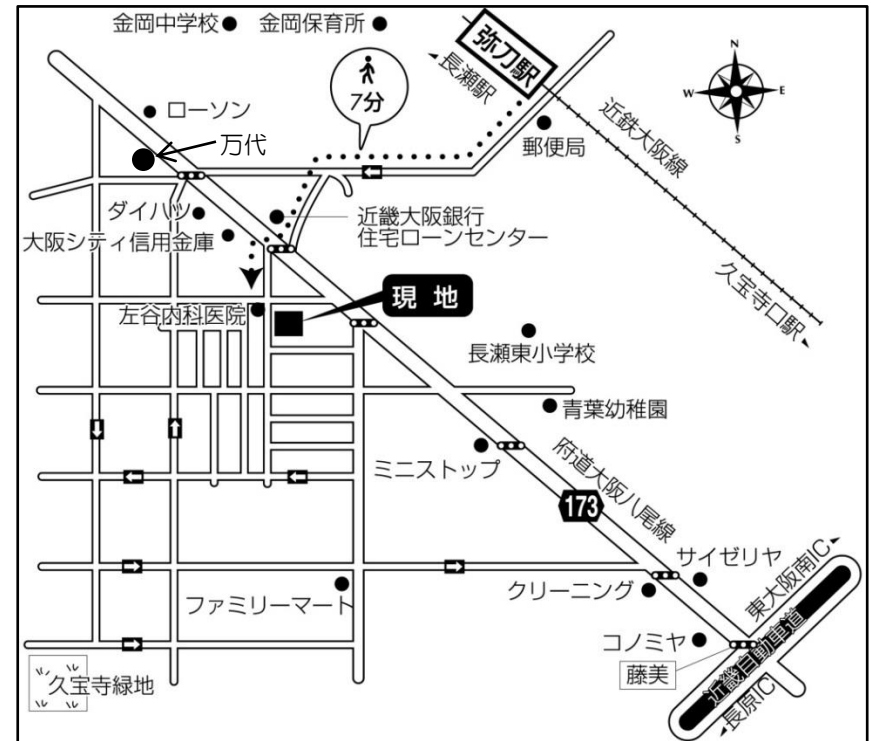 金岡中学校
金岡保育所
弥刀駅
長瀬駅
N
W
E
S
7分
ローソン
万代
郵便局
近鉄大阪線
ダイハツ
近畿大阪銀行
住宅ローンセンター
大阪シティ信用金庫
久宝寺口駅
現地
左谷内科医院
長瀬東小学校
青葉幼稚園
ミニストップ
府道大阪八尾線
173
サイゼリヤ
東大阪南IC
クリーニング
ファミリーマート
コノミヤ
藤美
近畿自動車道
長原IC
久宝寺緑地